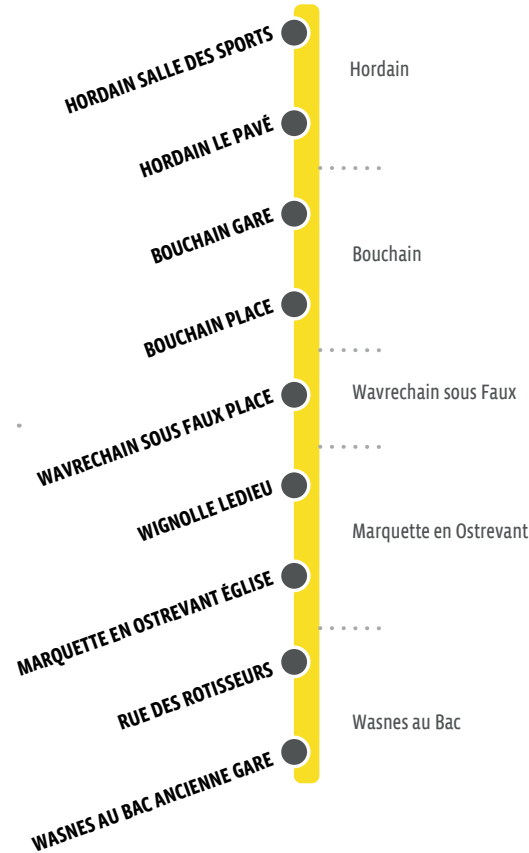 HORDAIN SALLE DES SPORTS
Hordain
HORDAIN LE PAVÉ
BOUCHAIN GARE
Bouchain
BOUCHAIN PLACE
WAVRECHAIN SOUS FAUX PLACE
Wavrechain sous Faux
WIGNOLLE LEDIEU
Marquette en Ostrevant
MARQUETTE EN OSTREVANT ÉGLISE
RUE DES ROTISSEURS
Wasnes au Bac
WASNES AU BAC ANCIENNE GARE